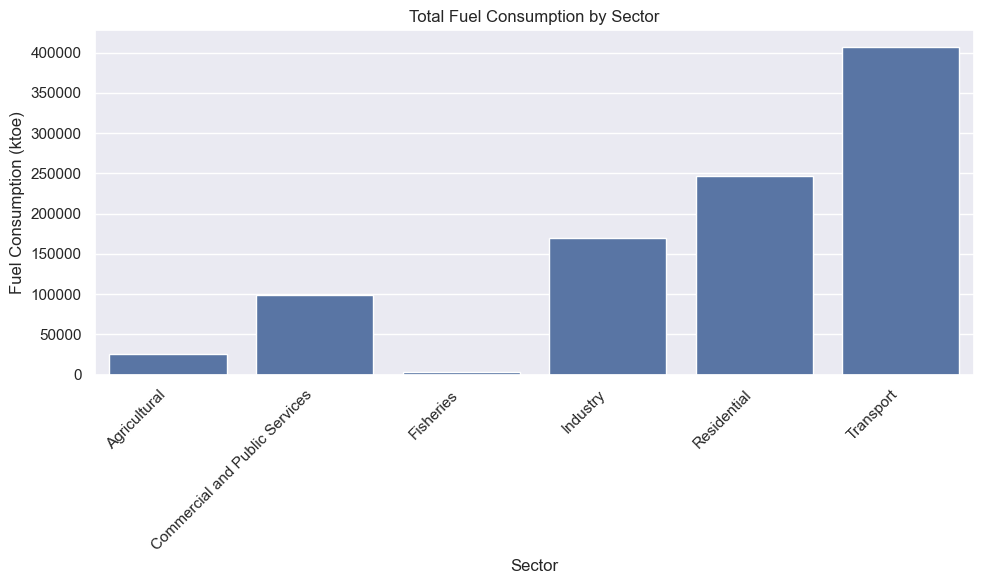 Total Fuel Consumption by Sector
Fuel Consumption (ktoe)
400000
350000
300000
250000
200000
150000
100000
50000
0
Agricultural
Commercial and Public Services
Fisheries
Industry
Residential
Transport
Sector